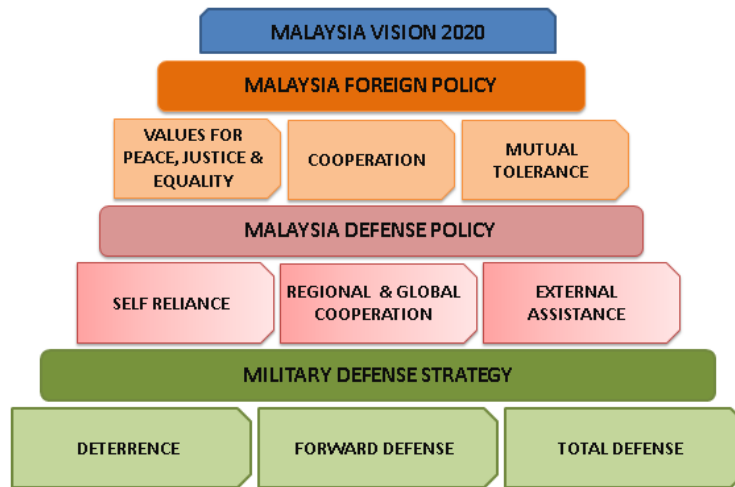 MALAYSIA VISION 2020
MALAYSIA FOREIGN POLICY
VALUES FOR
PEACE, JUSTICE &
EQUALITY
COOPERATION
MUTUAL
TOLERANCE
MALAYSIA DEFENSE POLICY
SELF RELIANCE
REGIONAL & GLOBAL
COOPERATION
EXTERNAL
ASSISTANCE
MILITARY DEFENSE STRATEGY
DETERRENCE
FORWARD DEFENSE
TOTAL DEFENSE